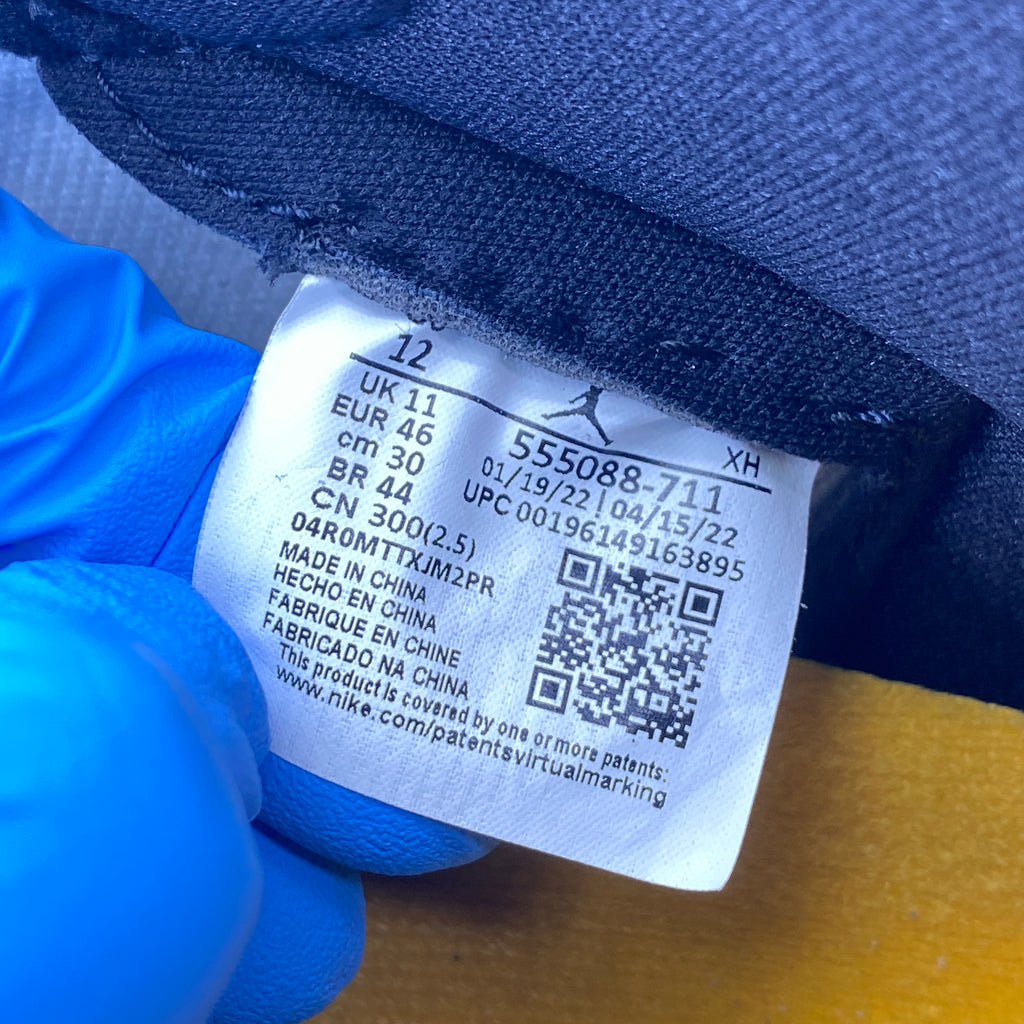 12
XH
UK 11
EUR 46
cm 30
BR 44
CN 300(2.5)
04R0MTTXJM2PR
555088-711
01/19/22 | 04/15/22
UPC 00196149163895
MADE IN CHINA
HECHO EN CHINA
FABRIQUE EN CHINE
FABRICADO NA CHINA
This product is covered by one or more patents:
www.nike.com/patentsvirtualmarking